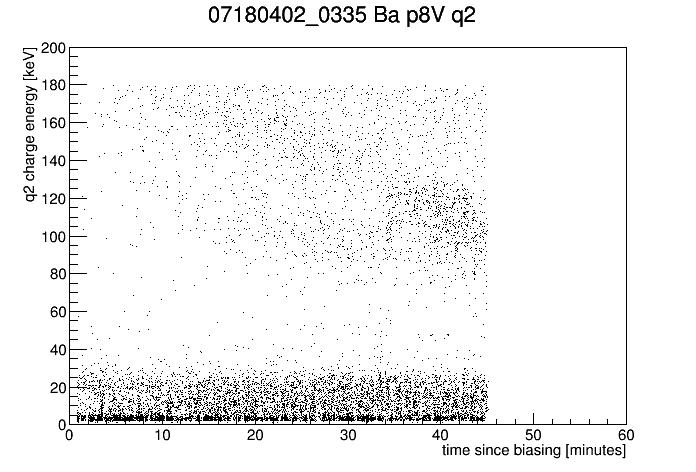 07180402_0335 Ba p8V q2
q2 charge energy [keV]
200
180
160
140
120
100
80
60
40
20
0
0 10 20 30 40 50 60
time since biasing [minutes]